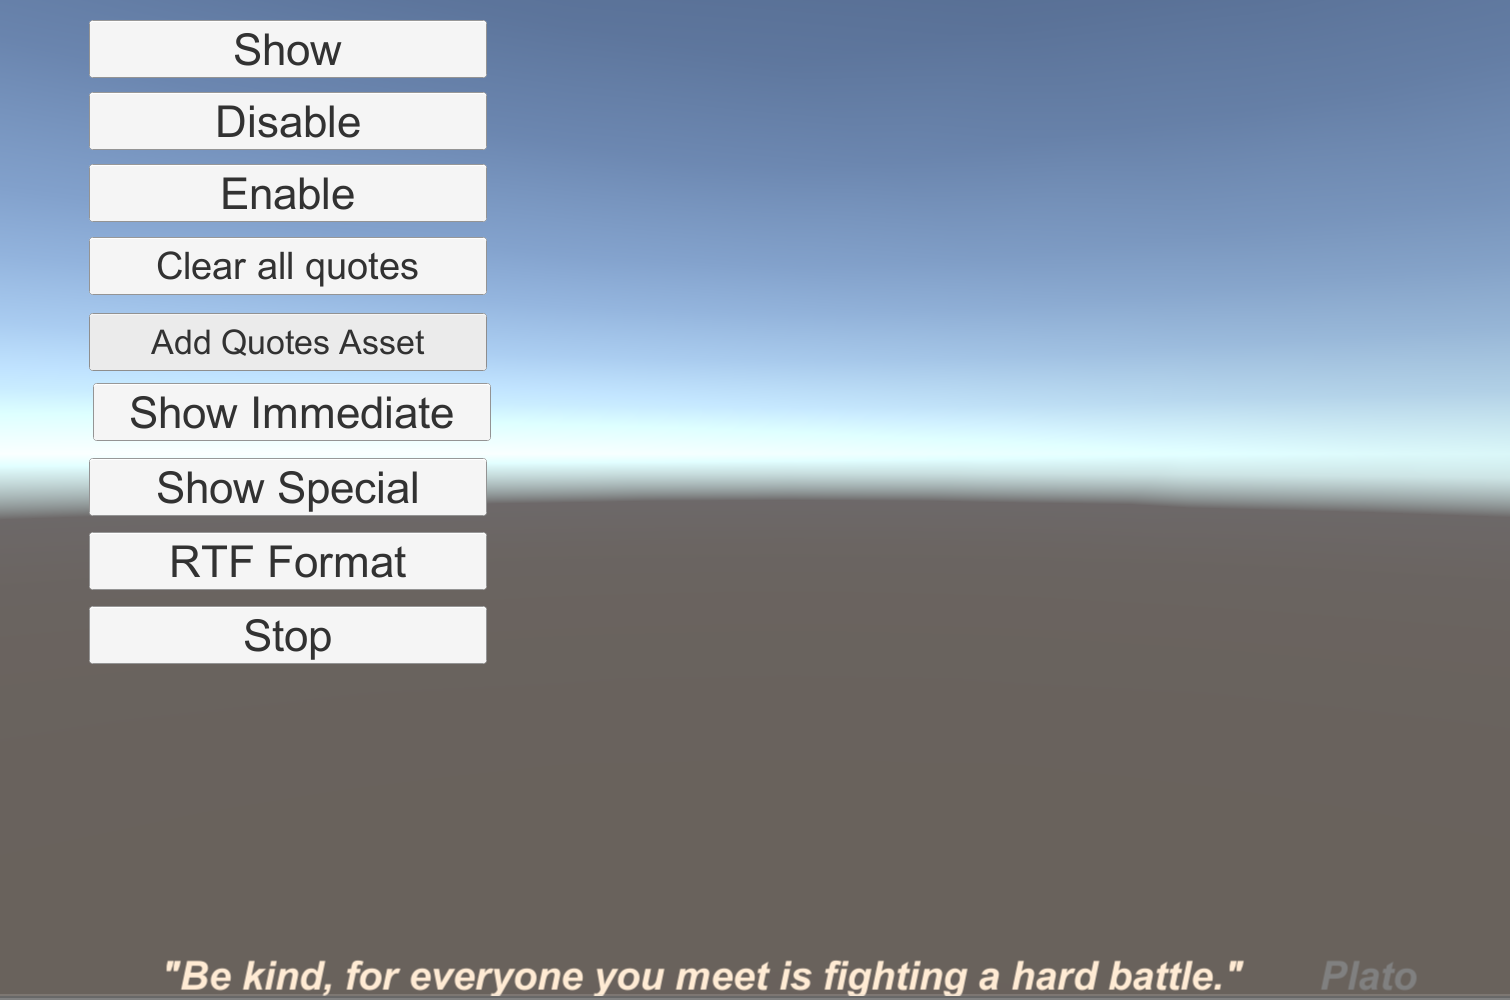 Show
Disable
Enable
Clear all quotes
Add Quotes Asset
Show Immediate
Show Special
RTF Format
Stop
"Be kind, for everyone you meet is fighting a hard battle." Plato